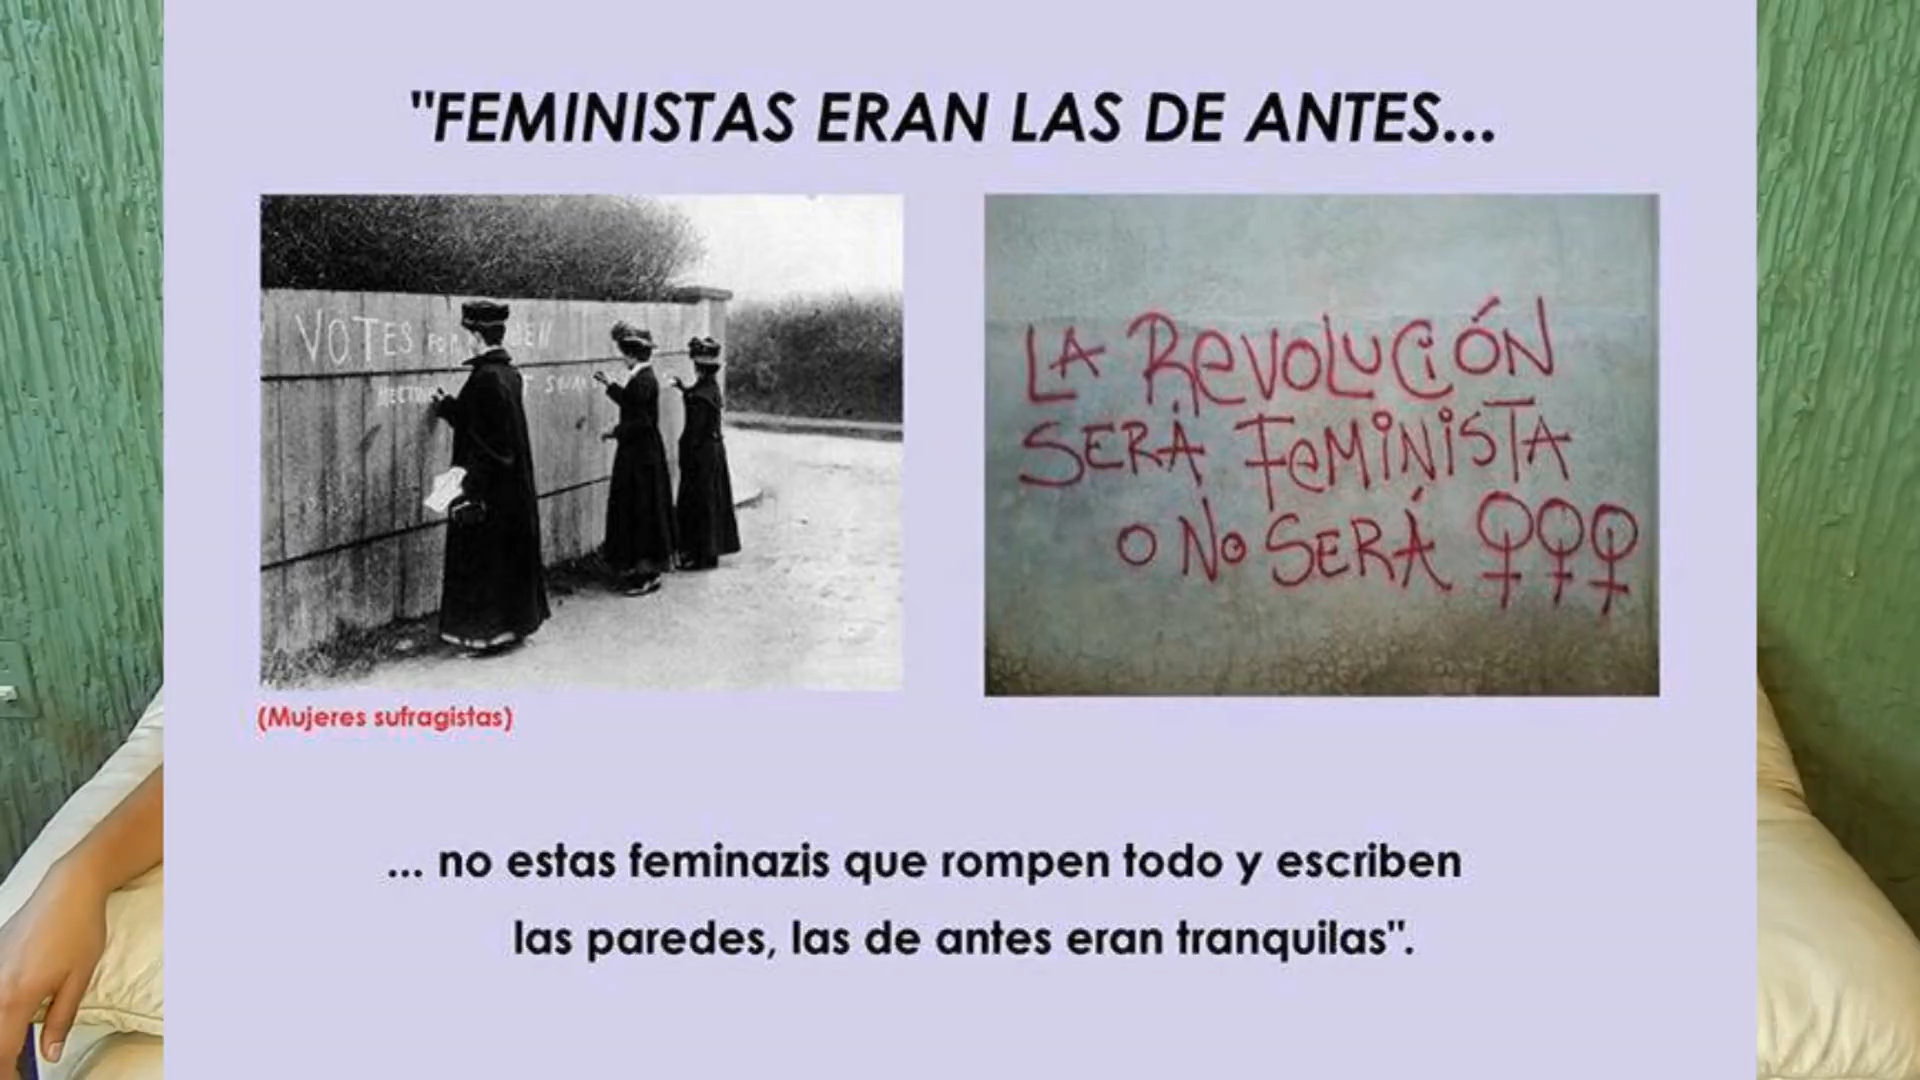 "FEMINISTAS ERAN LAS DE ANTES...
VOTES FOR
LA REVOLUCIÓN
SERÁ FEMINISTA
O NO SERÁ
(Mujeres sufragistas)
... no estas feminazis que rompen todo y escriben
las paredes, las de antes eran tranquilas".